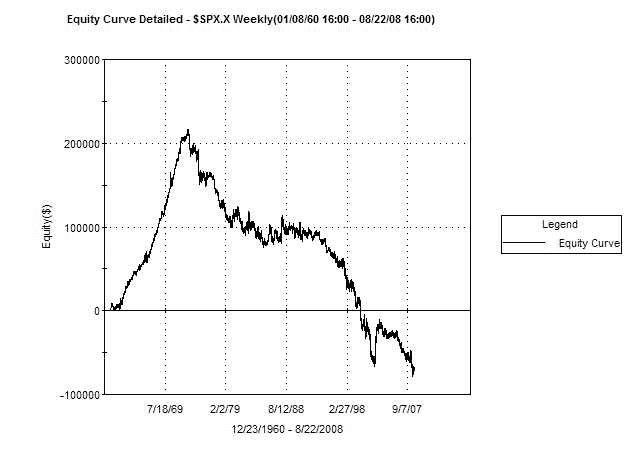 Equity Curve Detailed - $SPX.X Weekly(01/08/60 16:00 - 08/22/08 16:00)
300000
200000
100000
0
-100000
Equity($)
Legend
Equity Curve
7/18/69 2/2/79 8/12/88 2/27/98 9/7/07
12/23/1960 - 8/22/2008